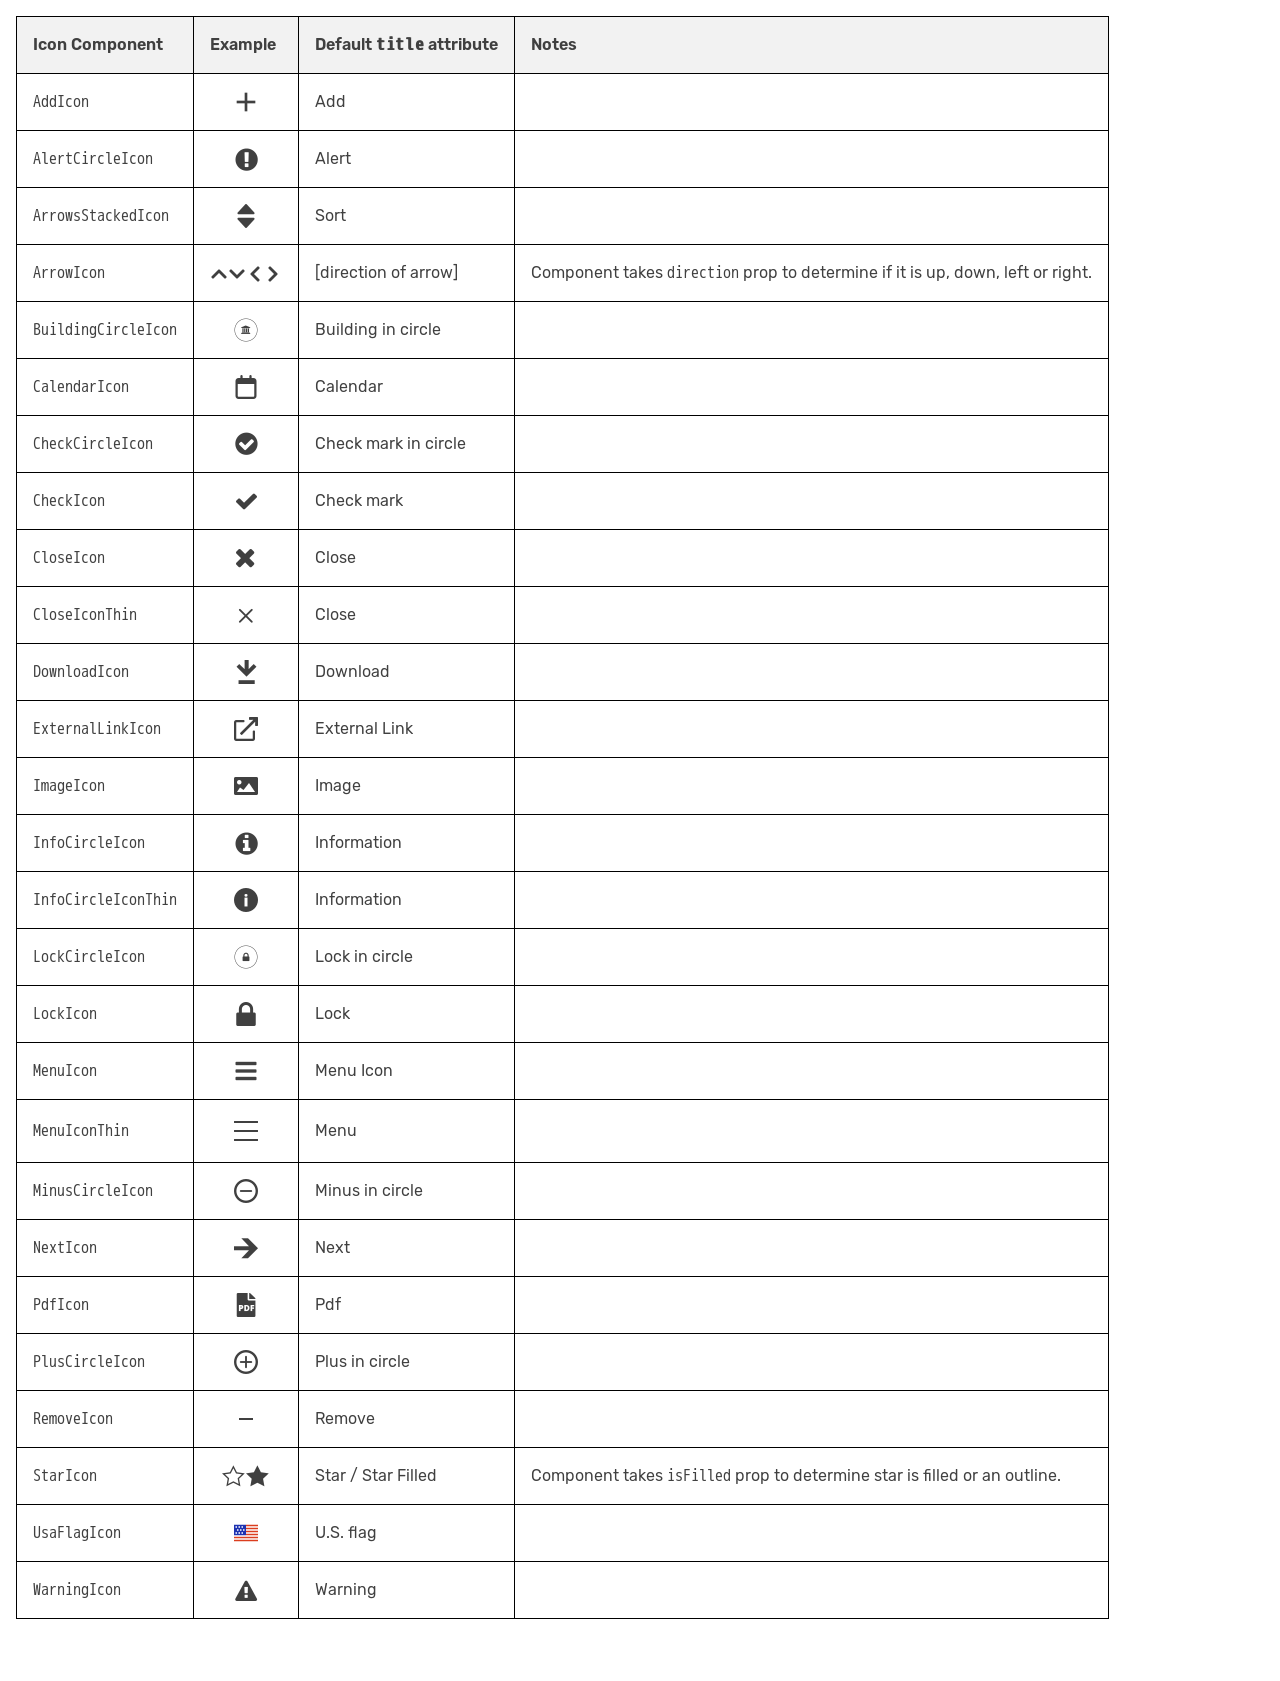 Icon Component Example Default title attribute Notes
AddIcon Add
AlertCircleIcon Alert
ArrowsStackedIcon Sort
ArrowIcon [direction of arrow] Component takes direction prop to determine if it is up, down, left or right.
BuildingCircleIcon Building in circle
CalendarIcon Calendar
CheckCircleIcon Check mark in circle
CheckIcon Check mark
CloseIcon Close
CloseIconThin Close
DownloadIcon Download
ExternalLinkIcon External Link
ImageIcon Image
InfoCircleIcon Information
InfoCircleIconThin Information
LockCircleIcon Lock in circle
LockIcon Lock
MenuIcon Menu Icon
MenuIconThin Menu
MinusCircleIcon Minus in circle
NextIcon Next
PdfIcon PDF Pdf
PlusCircleIcon Plus in circle
RemoveIcon Remove
StarIcon Star / Star Filled Component takes isFilled prop to determine star is filled or an outline.
UsaFlagIcon U.S. flag
WarningIcon Warning